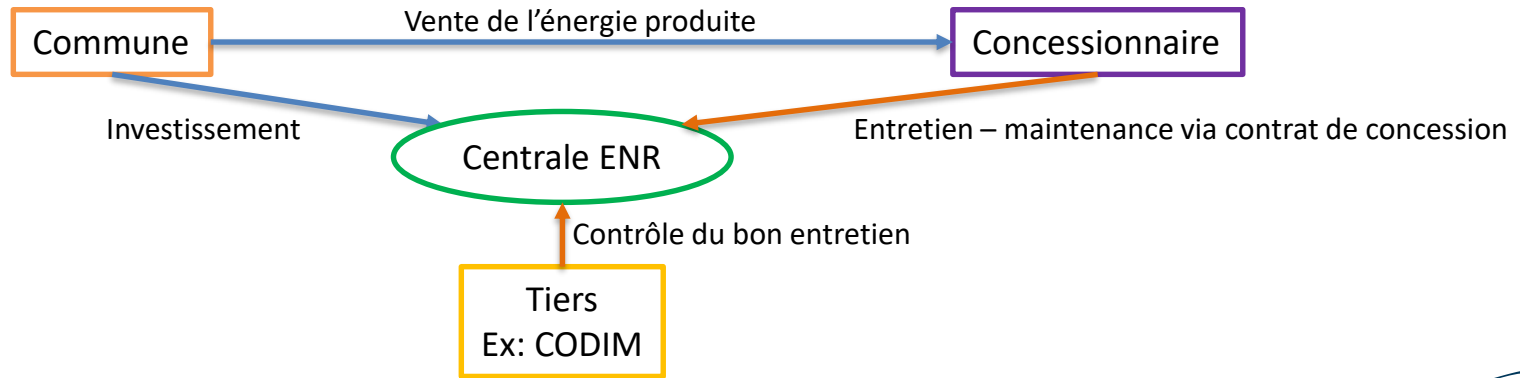 Vente de l’énergie produite
Commune
Concessionnaire
Investissement
Entretien – maintenance via contrat de concession
Centrale ENR
Contrôle du bon entretien
Tiers
Ex: CODIM